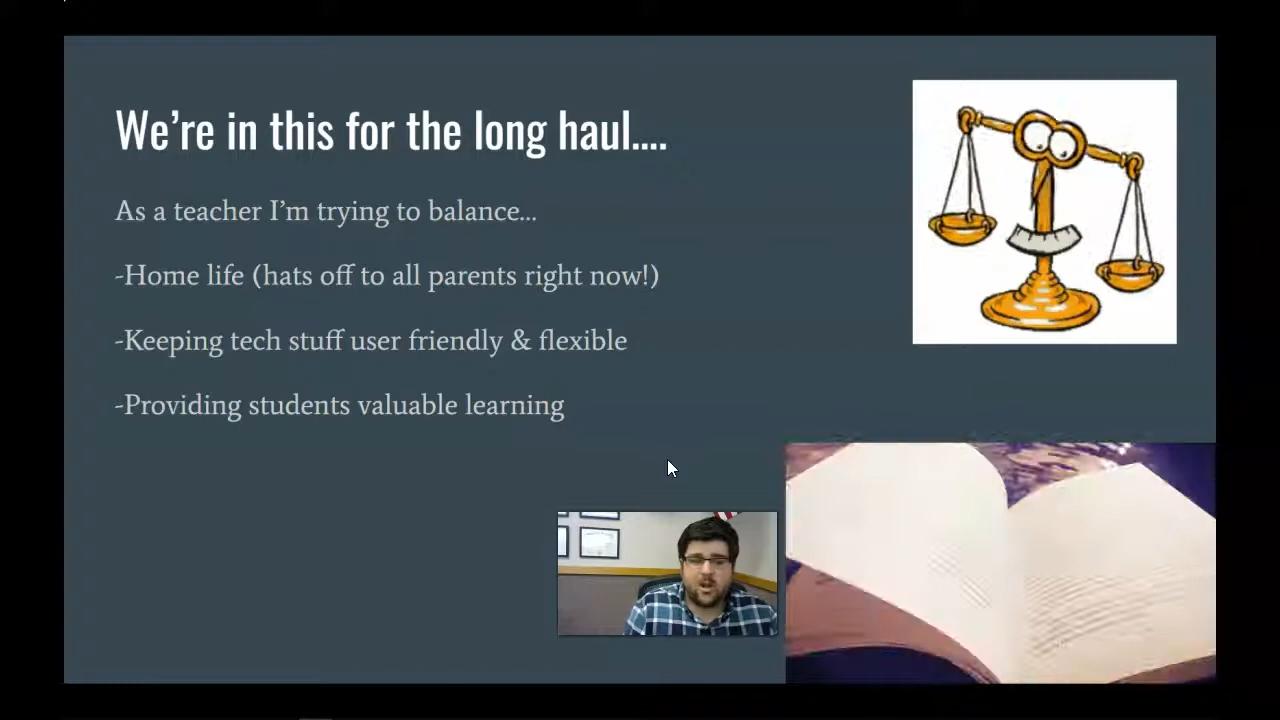 We’re in this for the long haul....
As a teacher I’m trying to balance...
-Home life (hats off to all parents right now!)
-Keeping tech stuff user friendly & flexible
-Providing students valuable learning